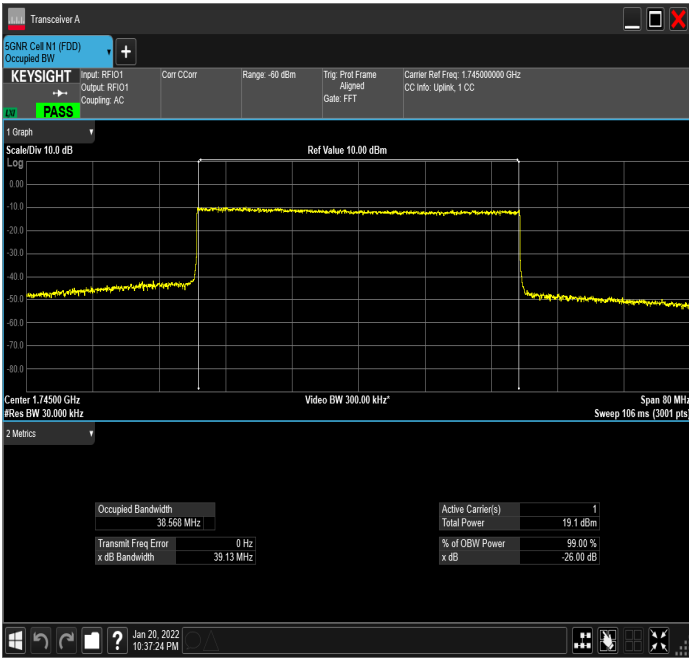 Transceiver A
5GNR Cell N1 (FDD)
Occupied BW
+
KEYSIGHT
Input: RFIO1
Output: RFIO1
Coupling: AC
Corr CCorr
Range: -60 dBm
Trig: Prot Frame
Aligned
Gate: FFT
Carrier Ref Freq: 1.745000000 GHz
CC Info: Uplink, 1 CC
LXI
PASS
1 Graph
Scale/Div 10.0 dB
Ref Value 10.00 dBm
Log
0.00
-10.0
-20.0
-30.0
-40.0
-50.0
-60.0
-70.0
-80.0
Center 1.74500 GHz
Video BW 300.00 kHz*
Span 80 MHz
#Res BW 30.000 kHz
Sweep 106 ms (3001 pts)
2 Metrics
Occupied Bandwidth
38.568 MHz
Active Carrier(s) 1
Total Power 19.1 dBm
Transmit Freq Error 0 Hz
x dB Bandwidth 39.13 MHz
% of OBW Power 99.00 %
x dB -26.00 dB
?
Jan 20, 2022
10:37:24 PM